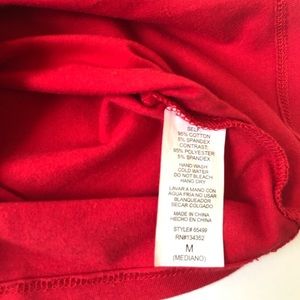 SELF:
95% COTTON
5% SPANDEX
CONTRAST:
95% POLYESTER
5% SPANDEX
HAND WASH
COLD WATER
DO NOT BLEACH
HANG DRY
LAVAR A MANO CON
AGUA FRIA NO USAR
BLANQUEADOR
SECAR COLGADO
MADE IN CHINA
HECHO EN CHINA
STYLE# 65499
RN#134352
M
(MEDIANO)